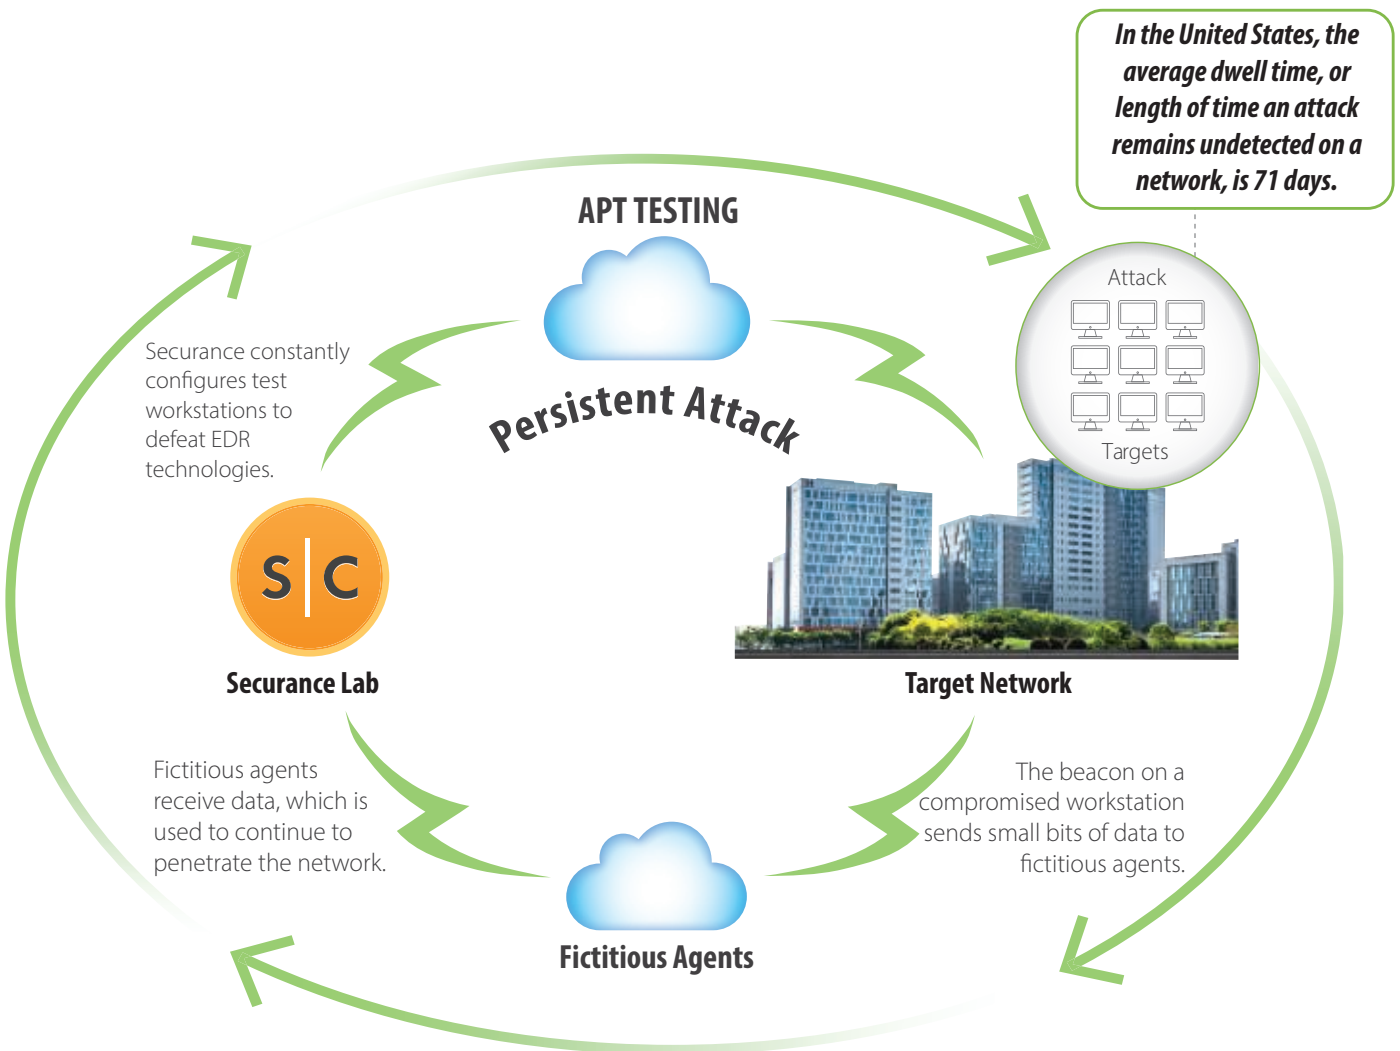 In the United States, the
average dwell time, or
length of time an attack
remains undetected on a
network, is 71 days.
APT TESTING
Attack
Targets
Securance constantly
configures test
workstations to
defeat EDR
technologies.
Persistent Attack
S|C
Securance Lab
Target Network
Fictitious agents
receive data, which is
used to continue to
penetrate the network.
The beacon on a
compromised workstation
sends small bits of data to
fictitious agents.
Fictitious Agents